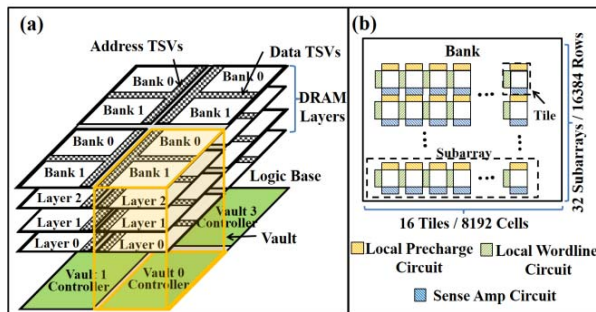 (a)
Address TSVs
Data TSVs
Bank 0
Bank 0
Bank 1
Bank 1
DRAM
Layers
Bank 0
Bank 0
Bank 1
Bank 1
Logic Base
Layer 2
Layer 2
Layer 1
Layer 1
Layer 0
Layer 0
Vault 3
Controller
Vault
Vault 1
Controller
Vault 0
Controller
(b)
Bank
...
Tile
...
Subarray
...
32 Subarrays / 16384 Rows
16 Tiles / 8192 Cells
Local Precharge
Circuit
Local Wordline
Circuit
Sense Amp Circuit